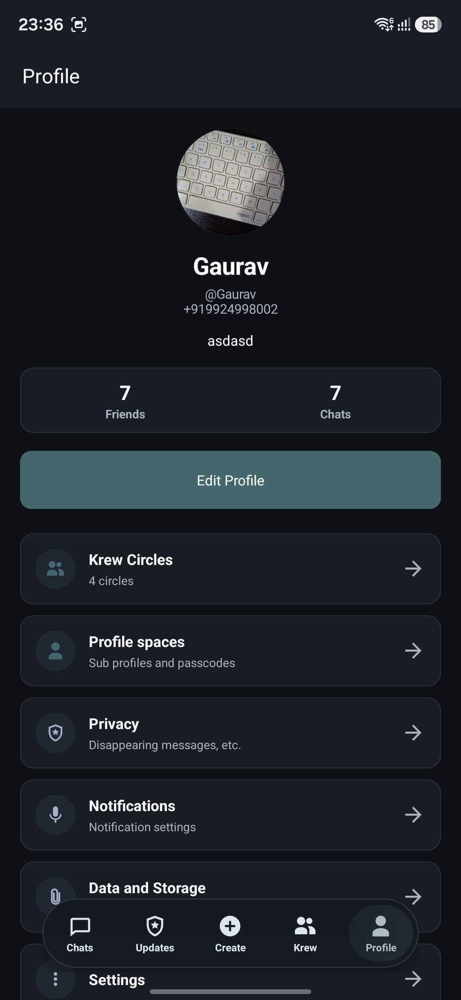 23:36
6
85
Profile
rapoo
Gaurav
@Gaurav
+919924998002
asdasd
7
Friends
7
Chats
Edit Profile
Krew Circles
4 circles
Profile spaces
Sub profiles and passcodes
Privacy
Disappearing messages, etc.
Notifications
Notification settings
Data and Storage
Chats
Updates
Create
Krew
Profile
Settings